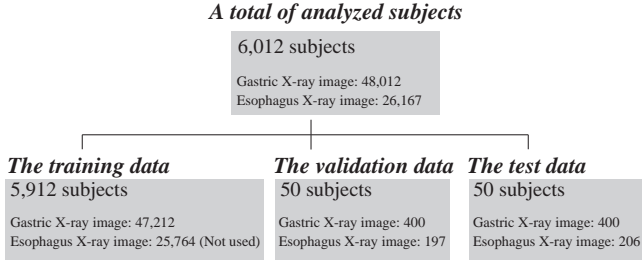 A total of analyzed subjects
6,012 subjects
Gastric X-ray image: 48,012
Esophagus X-ray image: 26,167
The training data
5,912 subjects
Gastric X-ray image: 47,212
Esophagus X-ray image: 25,764 (Not used)
The validation data
50 subjects
Gastric X-ray image: 400
Esophagus X-ray image: 197
The test data
50 subjects
Gastric X-ray image: 400
Esophagus X-ray image: 206